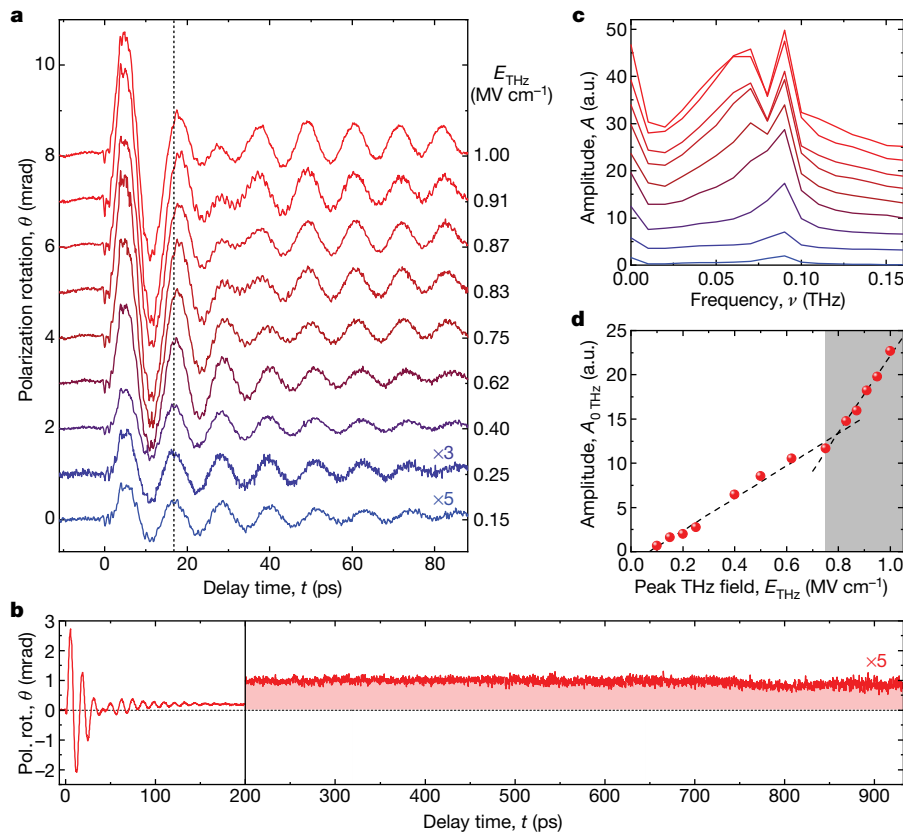 a
Polarization rotation, θ (mrad)
10
8
6
4
2
0
E_THz
(MV cm⁻¹)
1.00
0.91
0.87
0.83
0.75
0.62
0.40
×3
0.25
×5
0.15
0 20 40 60 80
Delay time, t (ps)
c
Amplitude, A (a.u.)
50
40
30
20
10
0
0 0.05 0.10 0.15
Frequency, ν (THz)
d
Amplitude, A_0 THz (a.u.)
25
20
15
10
5
0
0 0.2 0.4 0.6 0.8 1.0
Peak THz field, E_THz (MV cm⁻¹)
b
Pol. rot., θ (mrad)
3
2
1
0
−1
−2
×5
0 100 200 300 400 500 600 700 800 900
Delay time, t (ps)